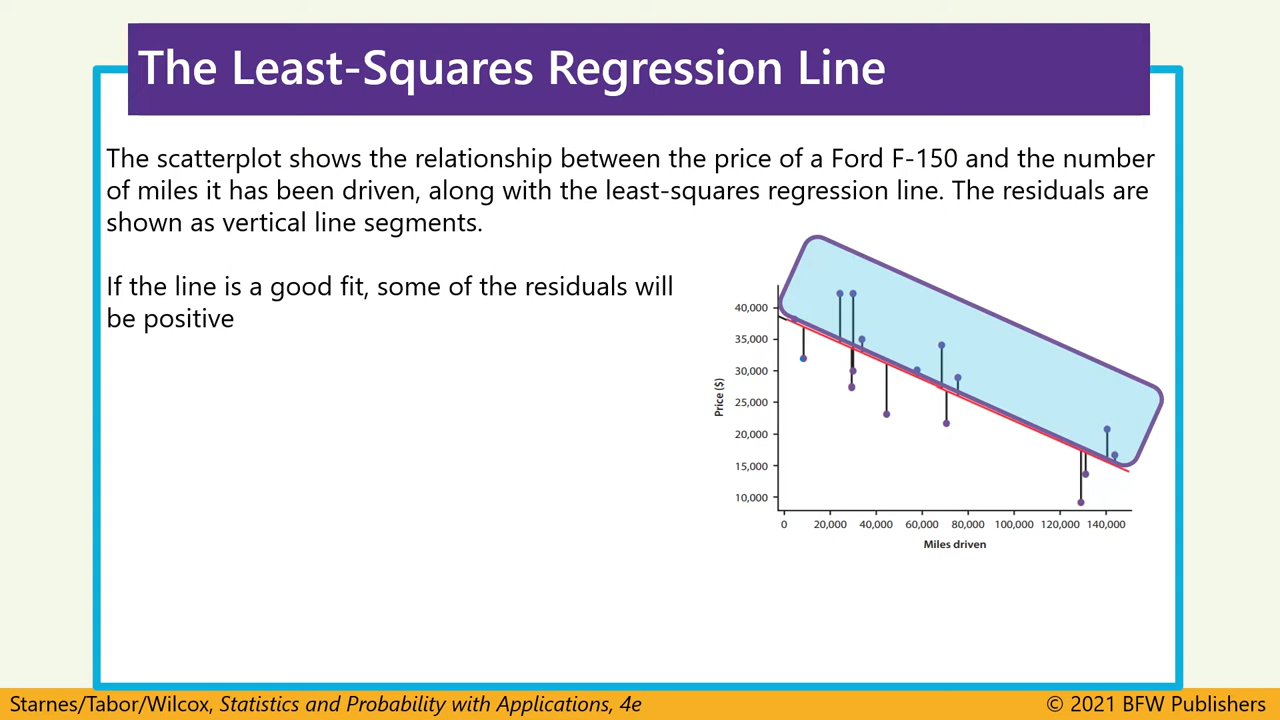 The Least-Squares Regression Line
The scatterplot shows the relationship between the price of a Ford F-150 and the number
of miles it has been driven, along with the least-squares regression line. The residuals are
shown as vertical line segments.
If the line is a good fit, some of the residuals will
be positive
40,000
35,000
30,000
25,000
20,000
15,000
10,000
Price ($)
0 20,000 40,000 60,000 80,000 100,000 120,000 140,000
Miles driven
Starnes/Tabor/Wilcox, Statistics and Probability with Applications, 4e
© 2021 BFW Publishers